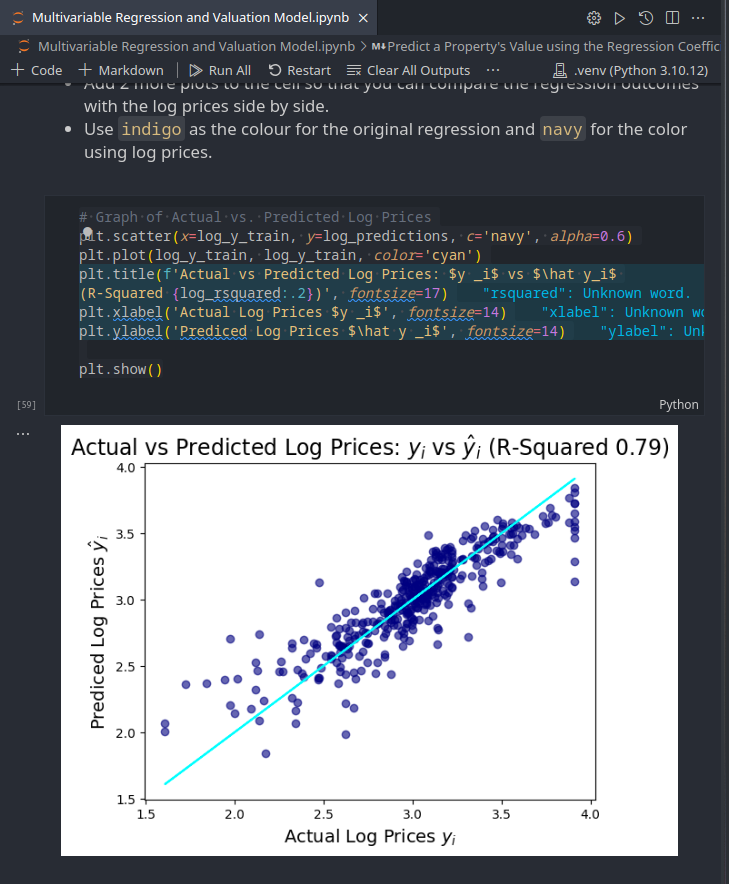 Multivariable Regression and Valuation Model.ipynb
Multivariable Regression and Valuation Model.ipynb > M↓Predict a Property's Value using the Regression Coeffic
+ Code + Markdown | Run All Restart Clear All Outputs ··· .venv (Python 3.10.12)
Add 2 more plots to the cell so that you can compare the regression outcomes
with the log prices side by side.
• Use indigo as the colour for the original regression and navy for the color
using log prices.
# Graph of Actual vs. Predicted Log Prices
plt.scatter(x=log_y_train, y=log_predictions, c='navy', alpha=0.6)
plt.plot(log_y_train, log_y_train, color='cyan')
plt.title(f'Actual vs Predicted Log Prices: $y _i$ vs $\hat y_i$
(R-Squared {log_rsquared:.2})', fontsize=17) "rsquared": Unknown word.
plt.xlabel('Actual Log Prices $y _i$', fontsize=14) "xlabel": Unknown wo
plt.ylabel('Prediced Log Prices $\hat y _i$', fontsize=14) "ylabel": Unk
plt.show()
[59]
Python
···
Actual vs Predicted Log Prices: yᵢ vs ŷᵢ (R-Squared 0.79)
4.0
3.5
3.0
2.5
2.0
1.5
Prediced Log Prices ŷᵢ
1.5 2.0 2.5 3.0 3.5 4.0
Actual Log Prices yᵢ